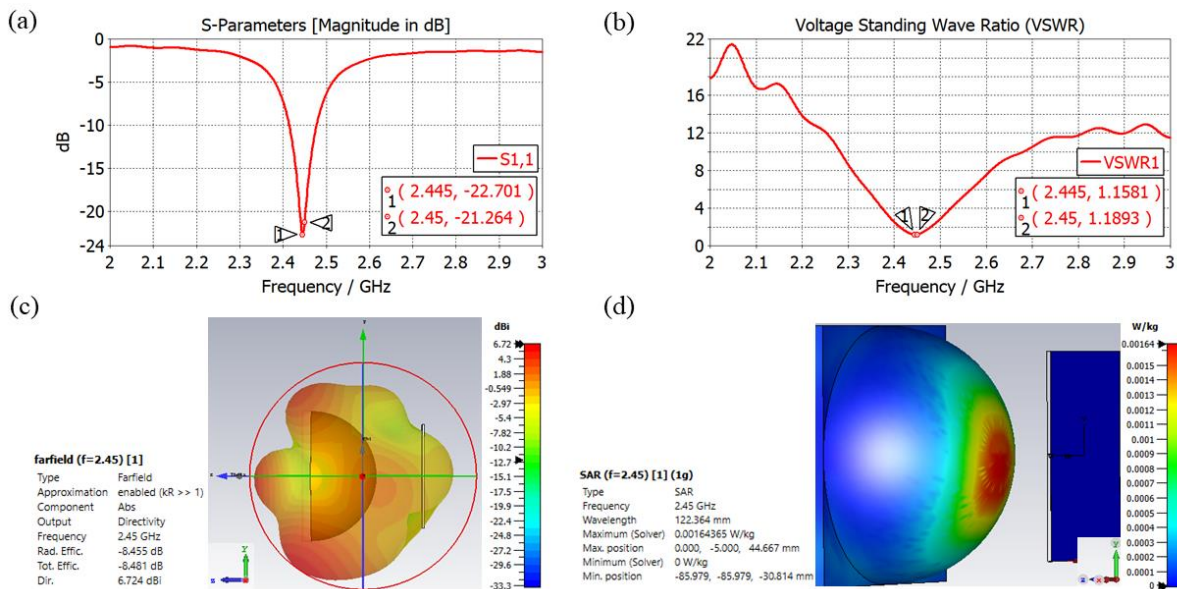 (a)
S-Parameters [Magnitude in dB]
0
-5
-10
-15
-20
-24
dB
2 2.1 2.2 2.3 2.4 2.5 2.6 2.7 2.8 2.9 3
Frequency / GHz
S1,1
1 ( 2.445, -22.701 )
2 ( 2.45, -21.264 )
1 2
(b)
Voltage Standing Wave Ratio (VSWR)
22
20
16
12
8
4
0
2 2.1 2.2 2.3 2.4 2.5 2.6 2.7 2.8 2.9 3
Frequency / GHz
VSWR1
1 ( 2.445, 1.1581 )
2 ( 2.45, 1.1893 )
1 2
(c)
dBi
6.72
4.3
1.88
-0.549
-2.97
-5.4
-7.82
-10.2
-12.7
-15.1
-17.5
-20
-22.4
-24.8
-27.2
-29.7
-33.3
farfield (f=2.45) [1]
Type Farfield
Approximation enabled (kR >> 1)
Component Abs
Output Directivity
Frequency 2.45 GHz
Rad. Effic. -8.455 dB
Tot. Effic. -8.481 dB
Dir. 6.724 dBi
(d)
W/kg
0.00164
0.0015
0.0014
0.0013
0.0012
0.0011
0.001
0.0009
0.0008
0.0007
0.0006
0.0005
0.0004
0.0003
0.0002
0.0001
0
SAR (f=2.45) [1] (1g)
Type SAR
Frequency 2.45 GHz
Wavelength 122.364 mm
Maximum (Solver) 0.00164365 W/kg
Max. position 0.000, -5.000, 44.667 mm
Minimum (Solver) 0 W/kg
Min. position -85.979, -85.979, -30.814 mm